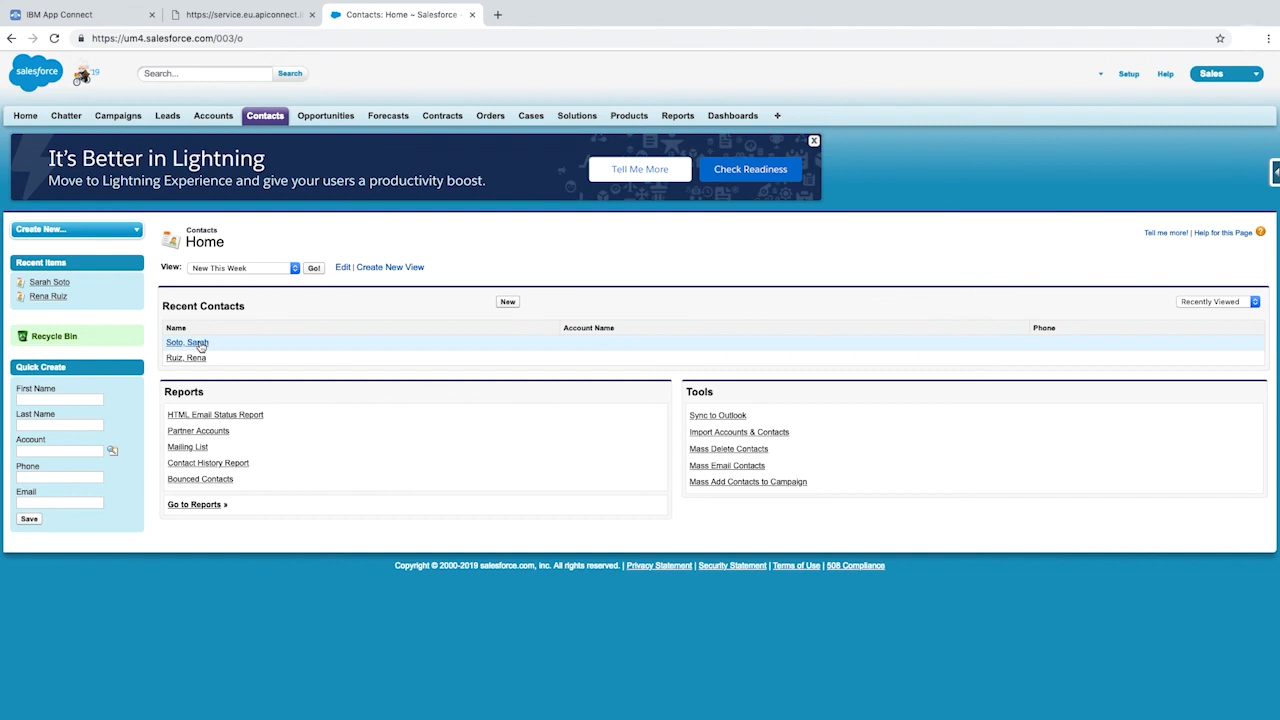 IBM App Connect
https://service.eu.apiconnect.i
Contacts: Home ~ Salesforce -
https://um4.salesforce.com/003/o
salesforce
'19
Search...
Search
Setup
Help
Sales
Home
Chatter
Campaigns
Leads
Accounts
Contacts
Opportunities
Forecasts
Contracts
Orders
Cases
Solutions
Products
Reports
Dashboards
It's Better in Lightning
Move to Lightning Experience and give your users a productivity boost.
Tell Me More
Check Readiness
X
Create New...
Recent Items
Sarah Soto
Rena Ruiz
Recycle Bin
Quick Create
First Name
Last Name
Account
Phone
Email
Save
Contacts
Home
Tell me more! | Help for this Page
View: New This Week Go! Edit | Create New View
Recent Contacts
New
Recently Viewed
Name Account Name Phone
Soto, Sarah
Ruiz, Rena
Reports
HTML Email Status Report
Partner Accounts
Mailing List
Contact History Report
Bounced Contacts
Go to Reports »
Tools
Sync to Outlook
Import Accounts & Contacts
Mass Delete Contacts
Mass Email Contacts
Mass Add Contacts to Campaign
Copyright © 2000-2019 salesforce.com, inc. All rights reserved. | Privacy Statement | Security Statement | Terms of Use | 508 Compliance